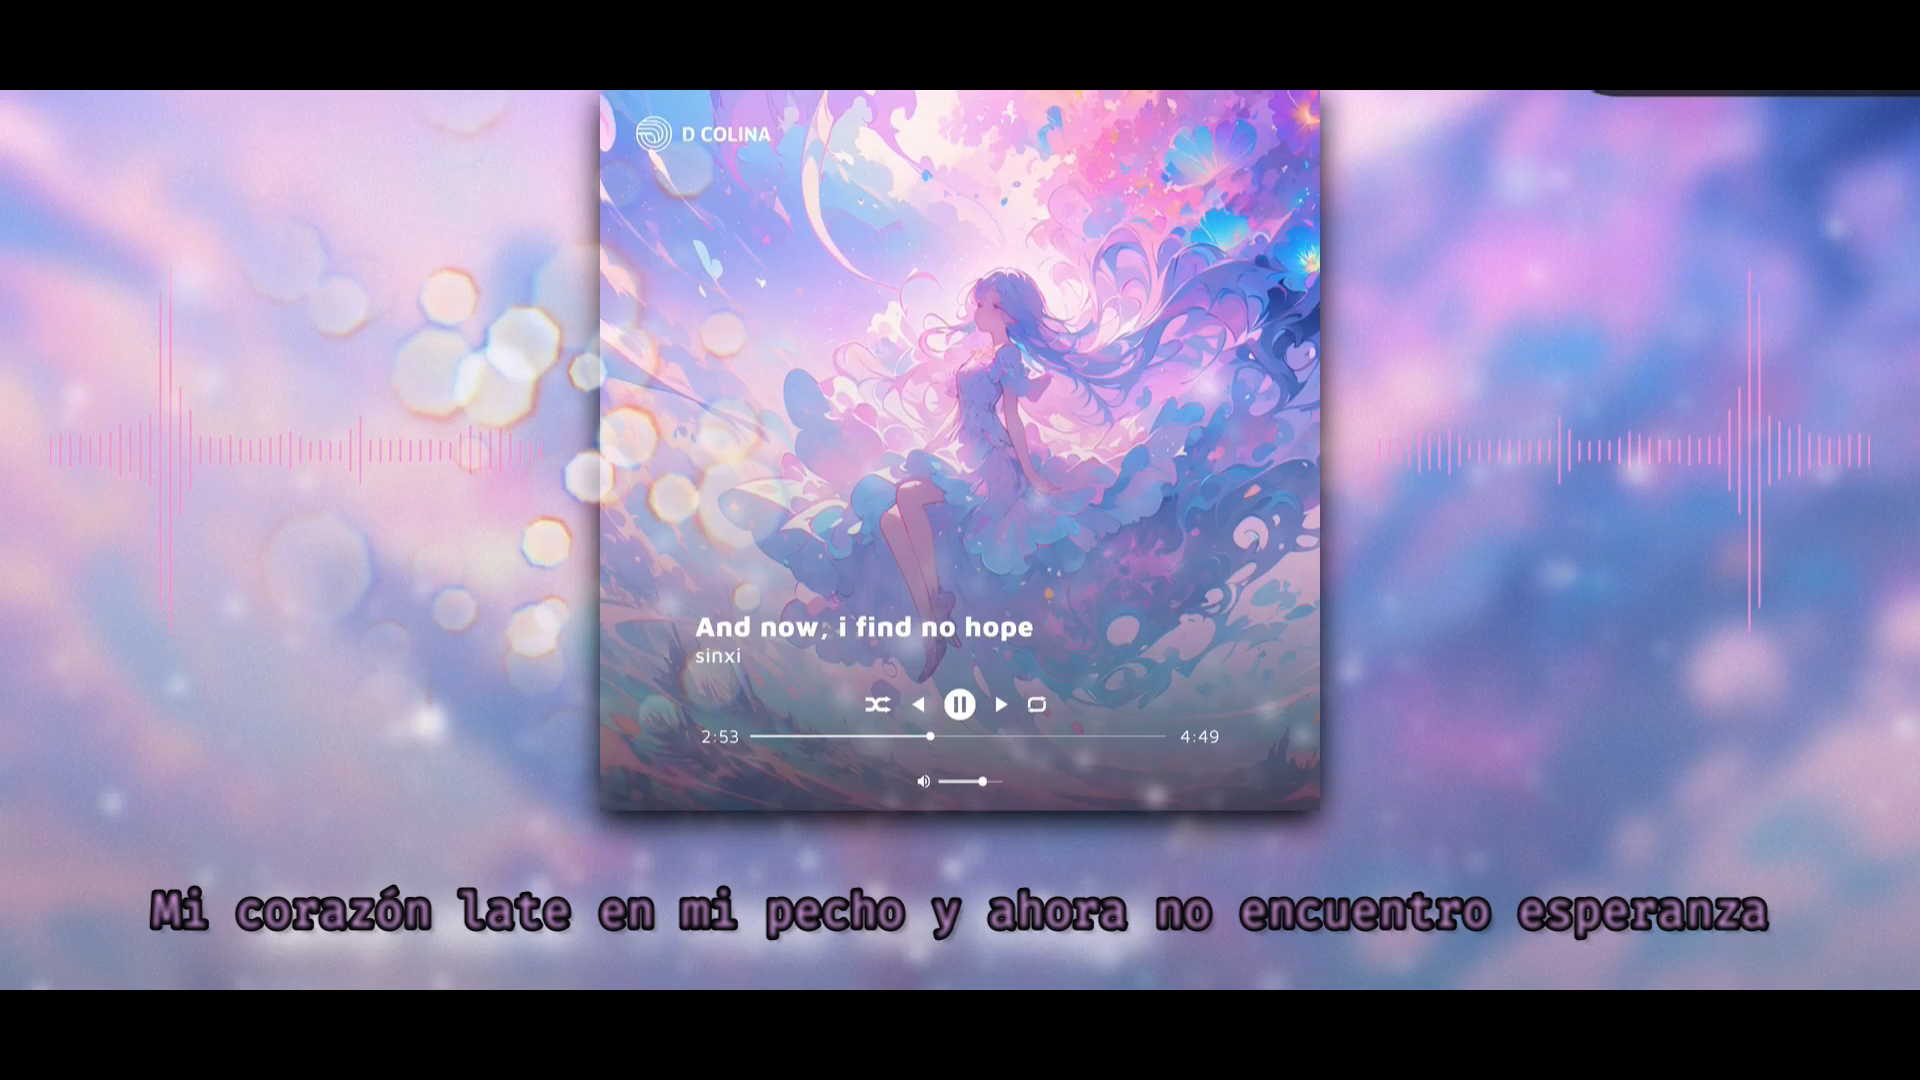 D COLINA
And now, i find no hope
sinxi
2:53
4:49
Mi corazón late en mi pecho y ahora no encuentro esperanza